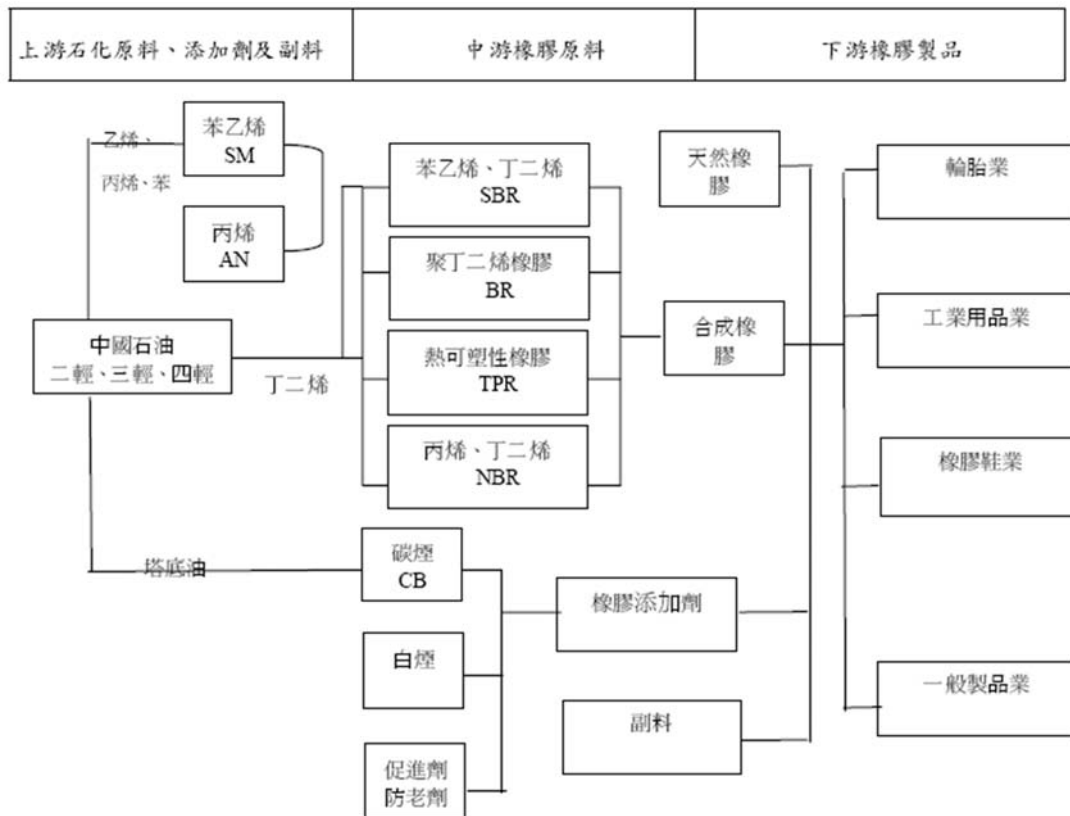 上游石化原料、添加劑及副料
中游橡膠原料
下游橡膠製品
乙烯、
丙烯、苯
苯乙烯
SM
丙烯
AN
中國石油
二輕、三輕、四輕
丁二烯
塔底油
苯乙烯、丁二烯
SBR
聚丁二烯橡膠
BR
熱可塑性橡膠
TPR
丙烯、丁二烯
NBR
碳煙
CB
白煙
促進劑
防老劑
天然橡
膠
合成橡
膠
橡膠添加劑
副料
輪胎業
工業用品業
橡膠鞋業
一般製品業